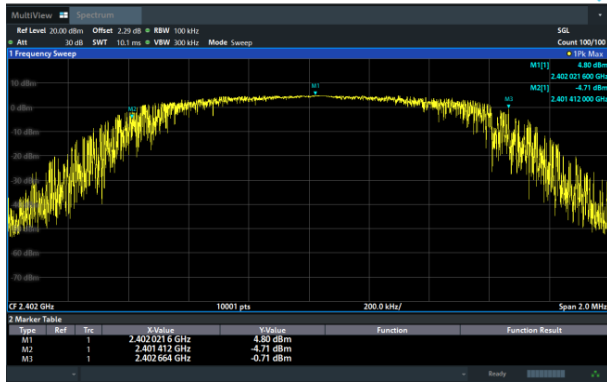 MultiView Spectrum
Ref Level 20.00 dBm Offset 2.29 dB RBW 100 kHz SGL
Att 30 dB SWT 10.1 ms VBW 300 kHz Mode Sweep Count 100/100
1 Frequency Sweep 1Pk Max
M1[1] 4.80 dBm
2.402 021 600 GHz
M2[1] -4.71 dBm
2.401 412 000 GHz
M1
10 dBm
M3
M2
0 dBm
-10 dBm
-20 dBm
-30 dBm
-60 dBm
-70 dBm
CF 2.402 GHz 10001 pts 200.0 kHz/ Span 2.0 MHz
2 Marker Table
Type Ref Trc X-Value Y-Value Function Function Result
M1 1 2.402 021 6 GHz 4.80 dBm
M2 1 2.401 412 GHz -4.71 dBm
M3 1 2.402 664 GHz -0.71 dBm
Ready